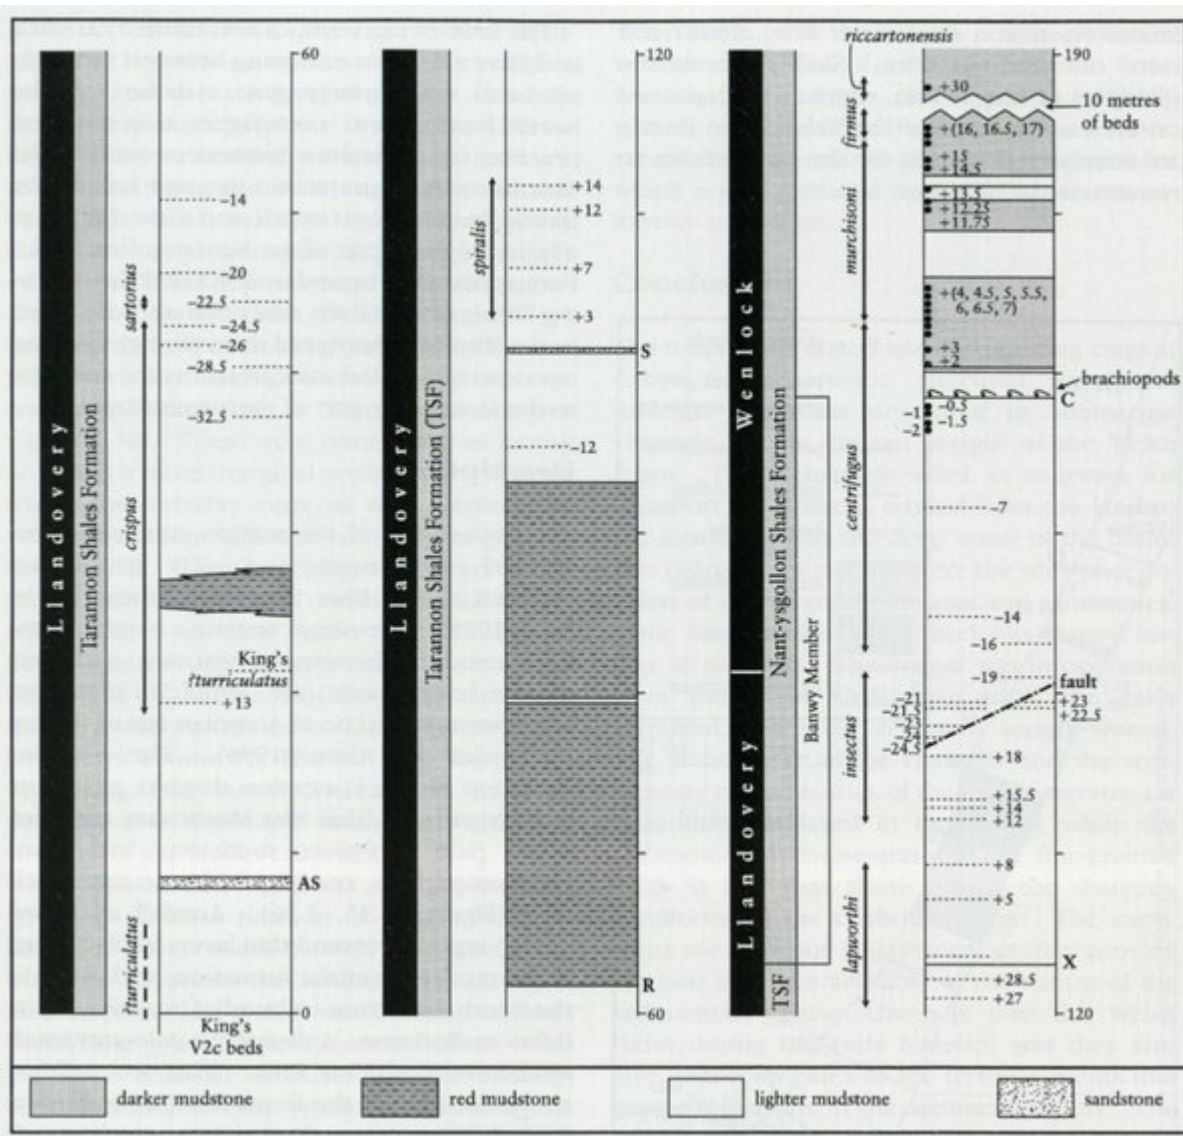 60
Llandovery
Tarannon Shales Formation
sartorius
crispus
?turriculatus
–14
–20
–22.5
–24.5
–26
–28.5
–32.5
King's
?turriculatus
+13
AS
0
King's
V2c beds
120
Llandovery
Tarannon Shales Formation (TSF)
spiralis
+14
+12
+7
+3
S
–12
R
60
Wenlock
Llandovery
Nant-ysgollon Shales Formation
TSF
Banwy Member
riccartonensis
firmus
murchisoni
centrifugus
insectus
lapworthi
190
+30
10 metres
of beds
+(16, 16.5, 17)
+15
+14.5
+13.5
+11.75
+(4, 4.5, 5, 5.5,
6, 6.5, 7)
+3
+2
brachiopods
C
–0.5
–1
–1.5
–2
–7
–14
–16
–19
fault
–21
+23
+22.5
–24.5
+18
+15.5
+14
+12
+8
+5
X
+28.5
+27
120
darker mudstone
red mudstone
lighter mudstone
sandstone